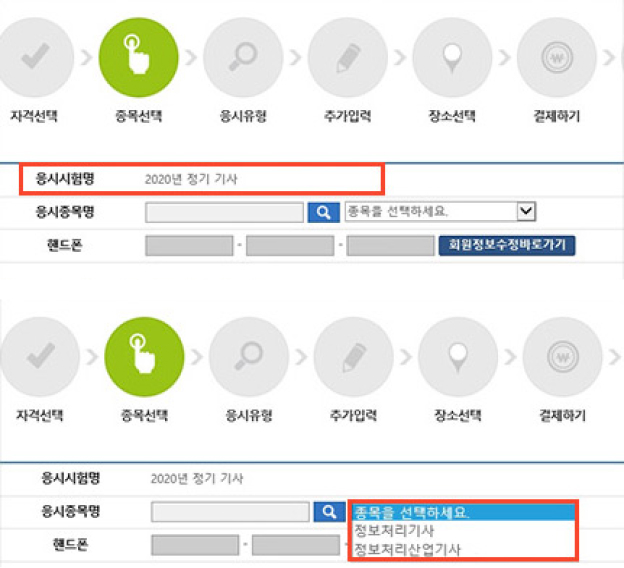 자격선택 종목선택 응시유형 추가입력 장소선택 결제하기
응시시험명 2020년 정기 기사
응시종목명 종목을 선택하세요.
핸드폰 - - 회원정보수정바로가기
자격선택 종목선택 응시유형 추가입력 장소선택 결제하기
응시시험명 2020년 정기 기사
응시종목명 종목을 선택하세요.
정보처리기사
핸드폰 - -
정보처리산업기사